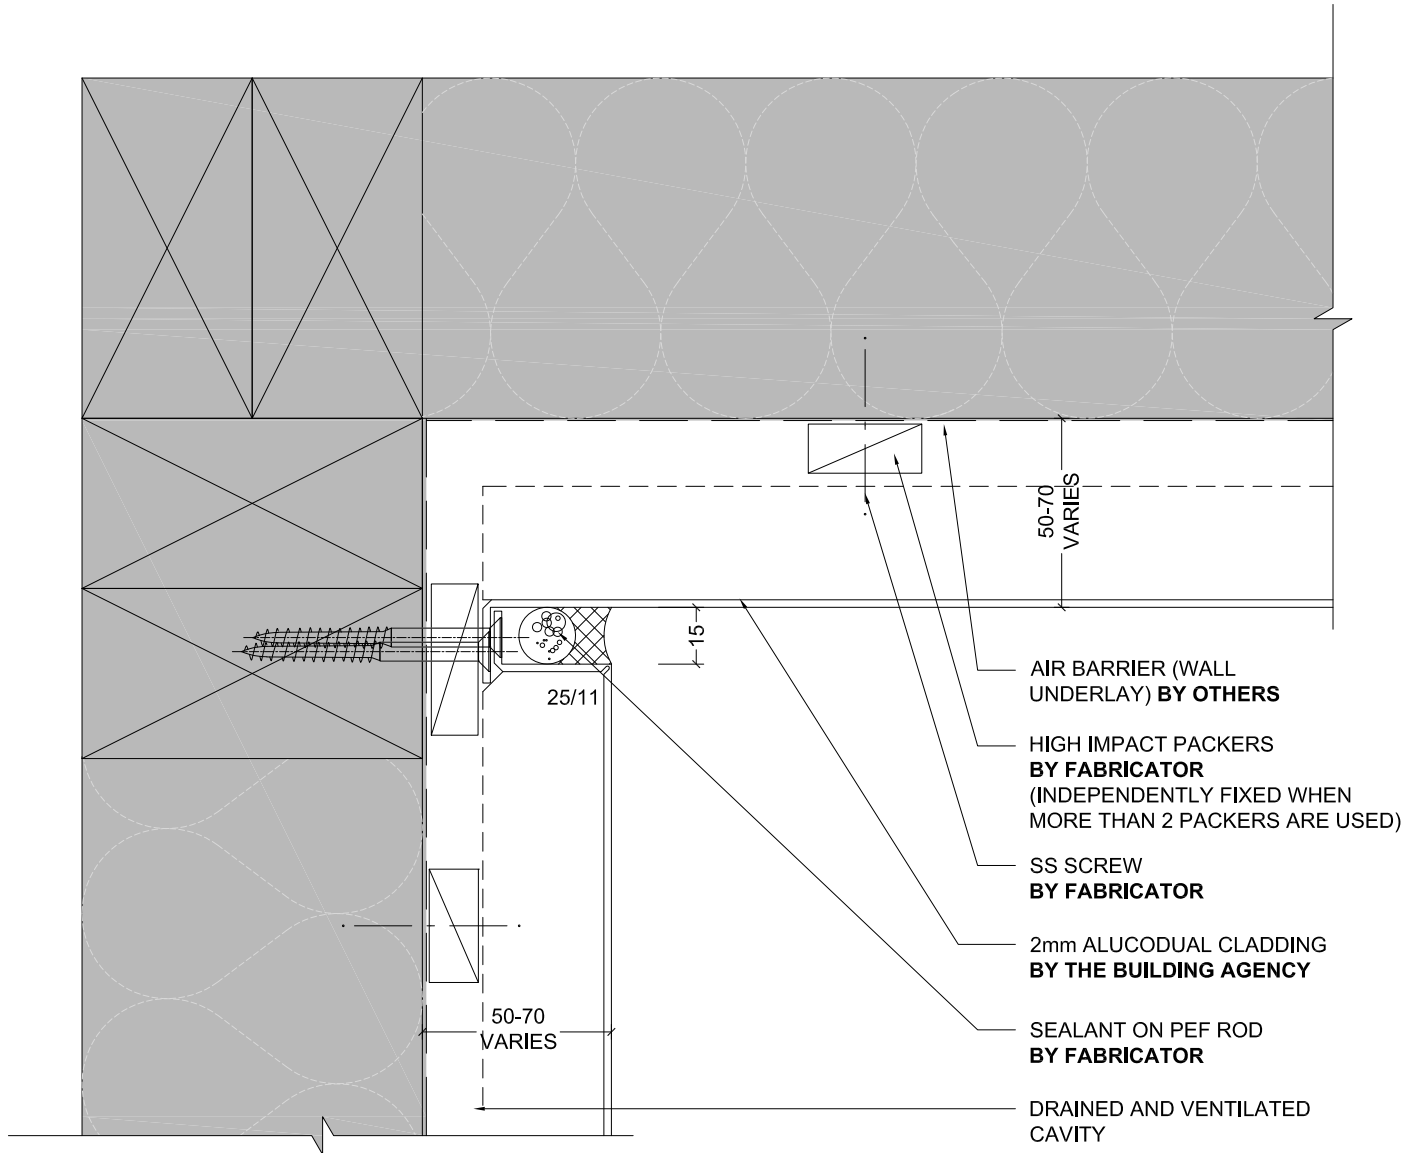 50-70
VARIES
15
25/11
AIR BARRIER (WALL
UNDERLAY) BY OTHERS
HIGH IMPACT PACKERS
BY FABRICATOR
(INDEPENDENTLY FIXED WHEN
MORE THAN 2 PACKERS ARE USED)
SS SCREW
BY FABRICATOR
2mm ALUCODUAL CLADDING
BY THE BUILDING AGENCY
50-70
VARIES
SEALANT ON PEF ROD
BY FABRICATOR
DRAINED AND VENTILATED
CAVITY